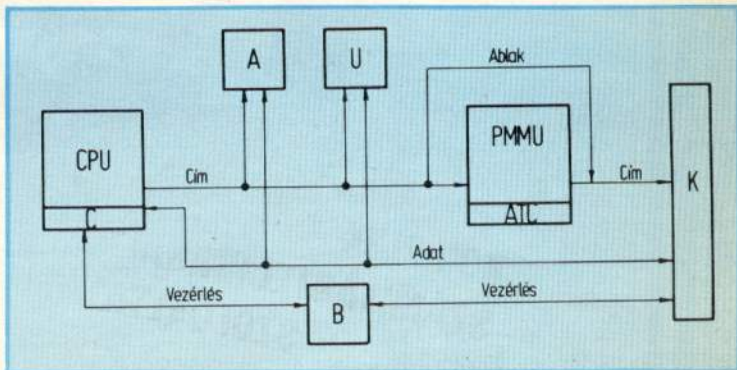 A
U
Ablak
CPU
PMMU
Cím
Cím
K
C
ATC
Adat
Vezérlés
B
Vezérlés